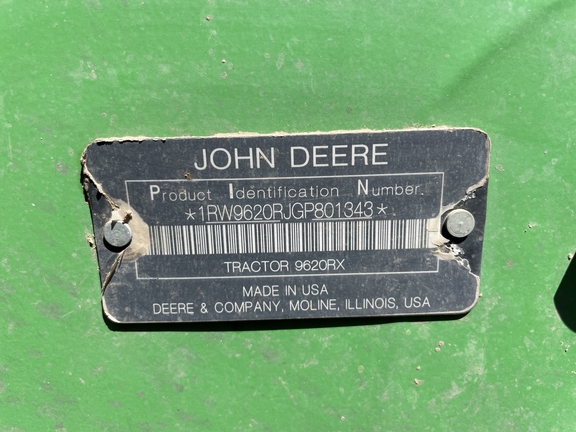 JOHN DEERE
Product Identification Number
*1RW9620RJGP801343*
TRACTOR 9620RX
MADE IN USA
DEERE & COMPANY, MOLINE, ILLINOIS, USA